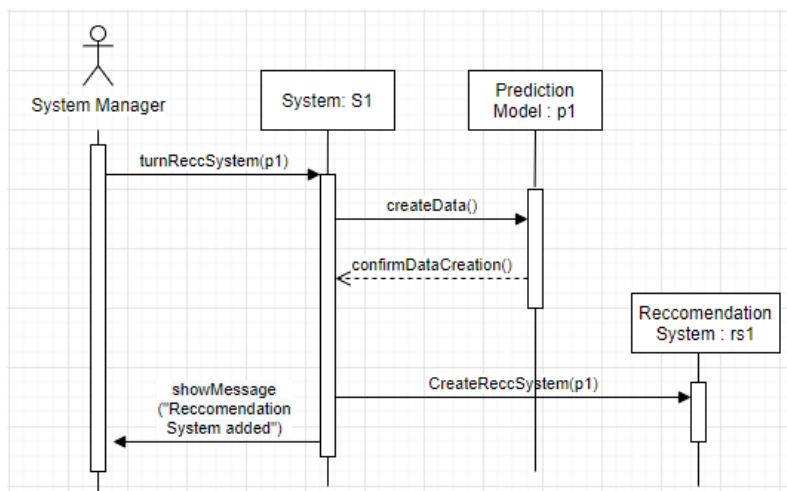 System Manager
System: S1
Prediction
Model : p1
turnReccSystem(p1)
createData()
confirmDataCreation()
Reccomendation
System : rs1
CreateReccSystem(p1)
showMessage
("Reccomendation
System added")